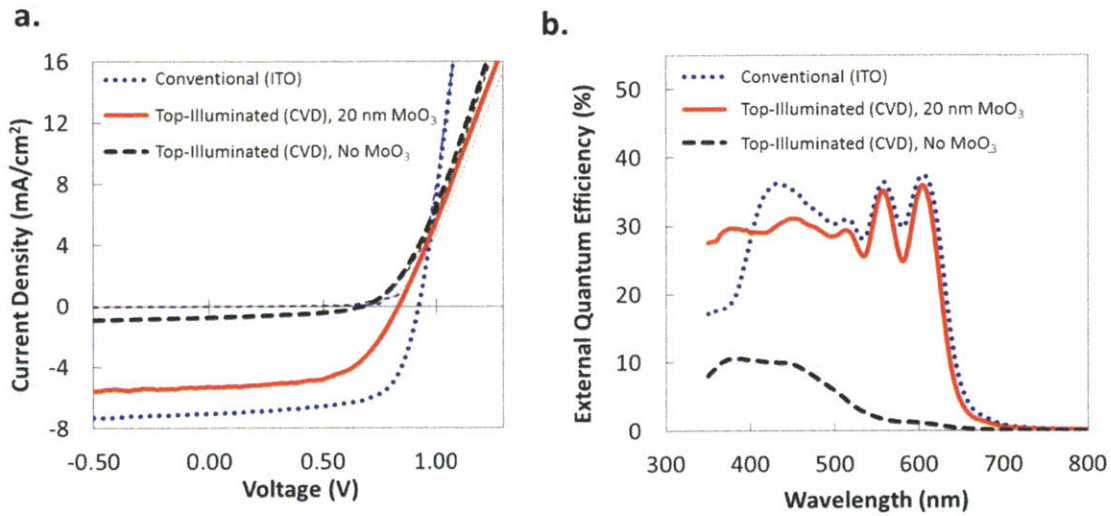 a.
Current Density (mA/cm²)
16
12
8
4
0
-4
-8
Conventional (ITO)
Top-Illuminated (CVD), 20 nm MoO₃
Top-Illuminated (CVD), No MoO₃
-0.50 0.00 0.50 1.00
Voltage (V)
b.
External Quantum Efficiency (%)
50
40
30
20
10
0
Conventional (ITO)
Top-Illuminated (CVD), 20 nm MoO₃
Top-Illuminated (CVD), No MoO₃
300 400 500 600 700 800
Wavelength (nm)